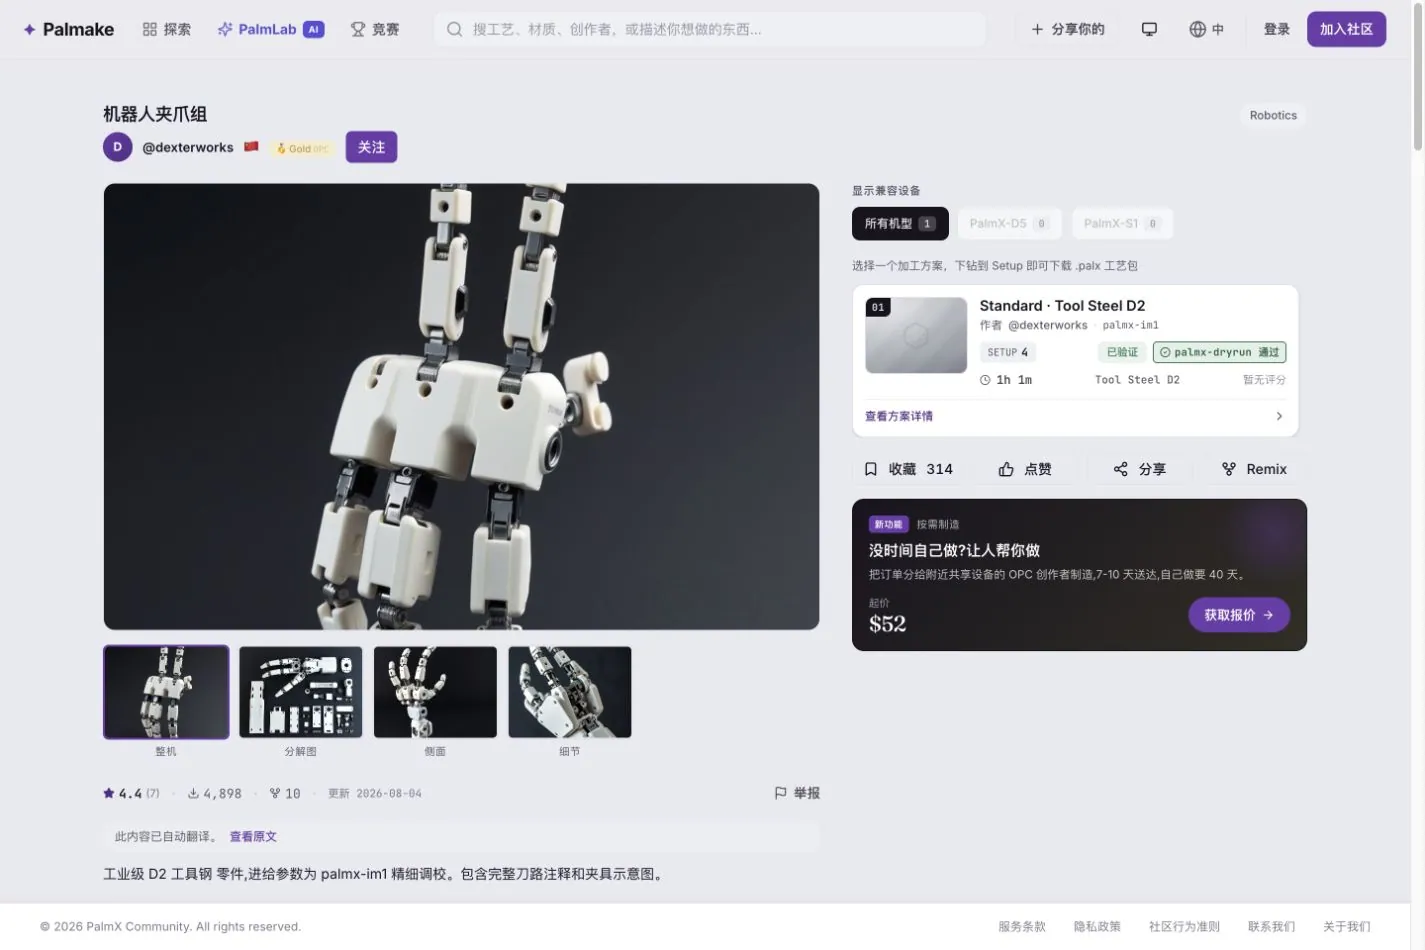 Palmake
探索
PalmLab AI
竞赛
搜工艺、材质、创作者，或描述你想做的东西...
分享你的
中
登录
加入社区
机器人夹爪组
Robotics
D @dexterworks Gold OPC 关注
显示兼容设备
所有机型 1
PalmX-D5 0
PalmX-S1 0
选择一个加工方案，下钻到 Setup 即可下载 .palx 工艺包
01
Standard · Tool Steel D2
作者 @dexterworks · palmx-im1
SETUP 4
已验证
palmx-dryrun 通过
1h 1m
Tool Steel D2
暂无评分
查看方案详情
收藏 314
点赞
分享
Remix
新功能 按需制造
没时间自己做?让人帮你做
把订单分给附近共享设备的 OPC 创作者制造,7-10 天送达,自己做要 40 天。
起价
$52
获取报价 →
整机
分解图
侧面
细节
4.4 (7) · 4,898 · 10 · 更新 2026-08-04
举报
此内容已自动翻译。 查看原文
工业级 D2 工具钢 零件,进给参数为 palmx-im1 精细调校。包含完整刀路注释和夹具示意图。
© 2026 PalmX Community. All rights reserved.
服务条款
隐私政策
社区行为准则
联系我们
关于我们